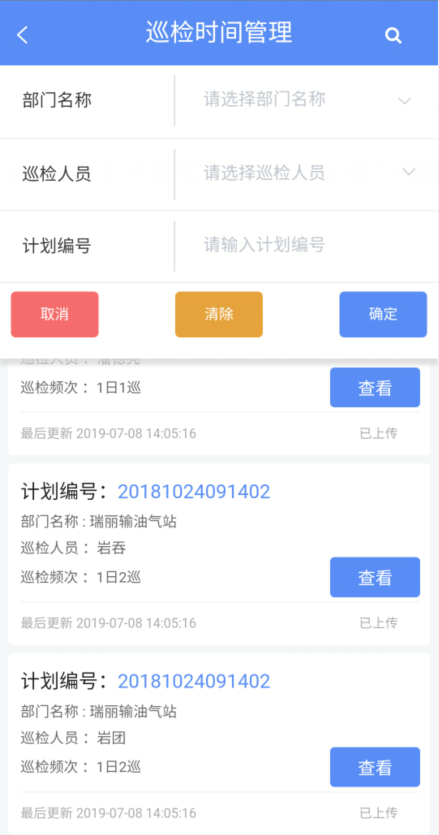 巡检时间管理
部门名称 请选择部门名称
巡检人员 请选择巡检人员
计划编号 请输入计划编号
取消 清除 确定
巡检频次： 1日1巡 查看
最后更新 2019-07-08 14:05:16 已上传
计划编号：20181024091402
部门名称 : 瑞丽输油气站
巡检人员 ： 岩吞
巡检频次 ： 1日2巡 查看
最后更新 2019-07-08 14:05:16 已上传
计划编号：20181024091402
部门名称 : 瑞丽输油气站
巡检人员 ： 岩团
巡检频次 ： 1日2巡 查看
最后更新 2019-07-08 14:05:16 已上传